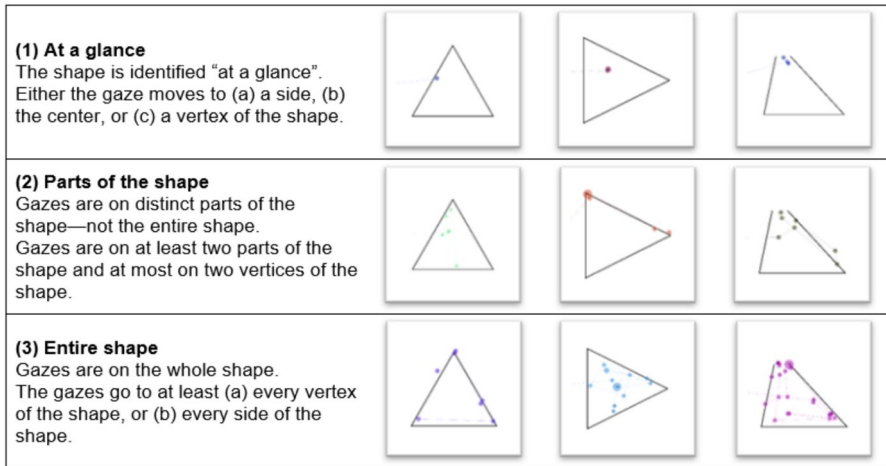 (1) At a glance
The shape is identified “at a glance”.
Either the gaze moves to (a) a side, (b)
the center, or (c) a vertex of the shape.
(2) Parts of the shape
Gazes are on distinct parts of the
shape—not the entire shape.
Gazes are on at least two parts of the
shape and at most on two vertices of the
shape.
(3) Entire shape
Gazes are on the whole shape.
The gazes go to at least (a) every vertex
of the shape, or (b) every side of the
shape.